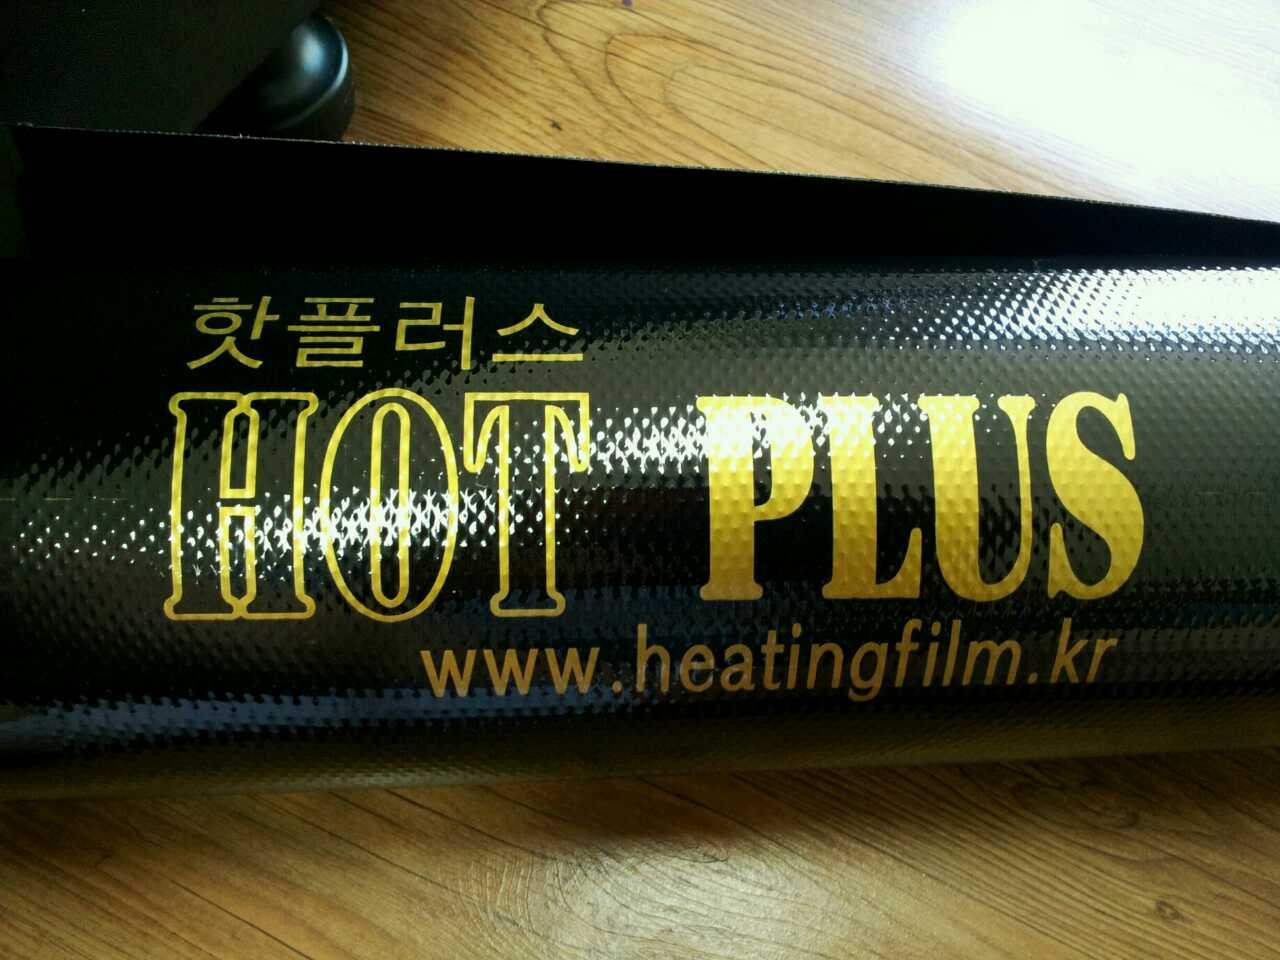 핫플러스
HOT PLUS
www.heatingfilm.kr